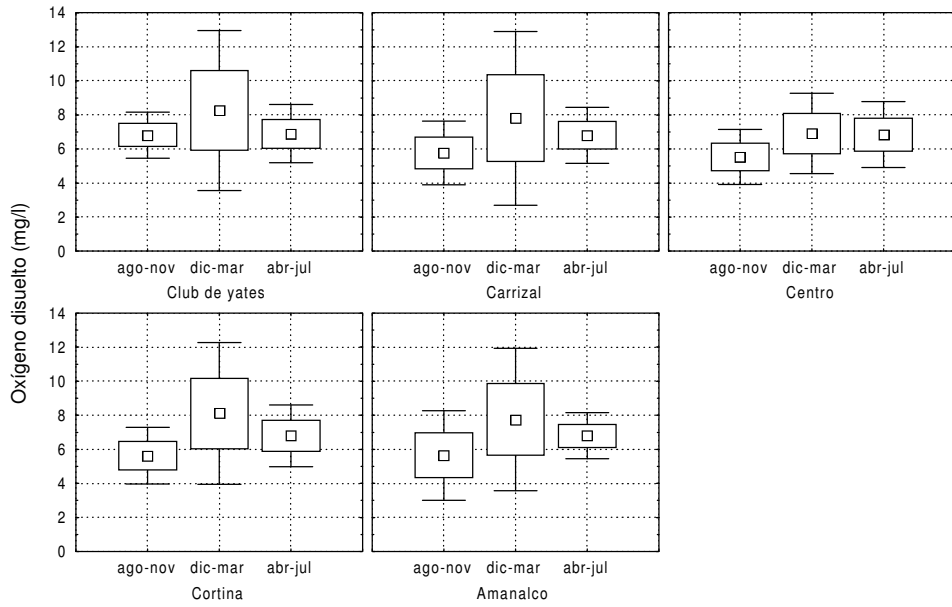 Oxígeno disuelto (mg/l)
14
12
10
8
6
4
2
0
ago-nov dic-mar abr-jul
Club de yates
ago-nov dic-mar abr-jul
Carrizal
ago-nov dic-mar abr-jul
Centro
14
12
10
8
6
4
2
0
ago-nov dic-mar abr-jul
Cortina
ago-nov dic-mar abr-jul
Amanalco